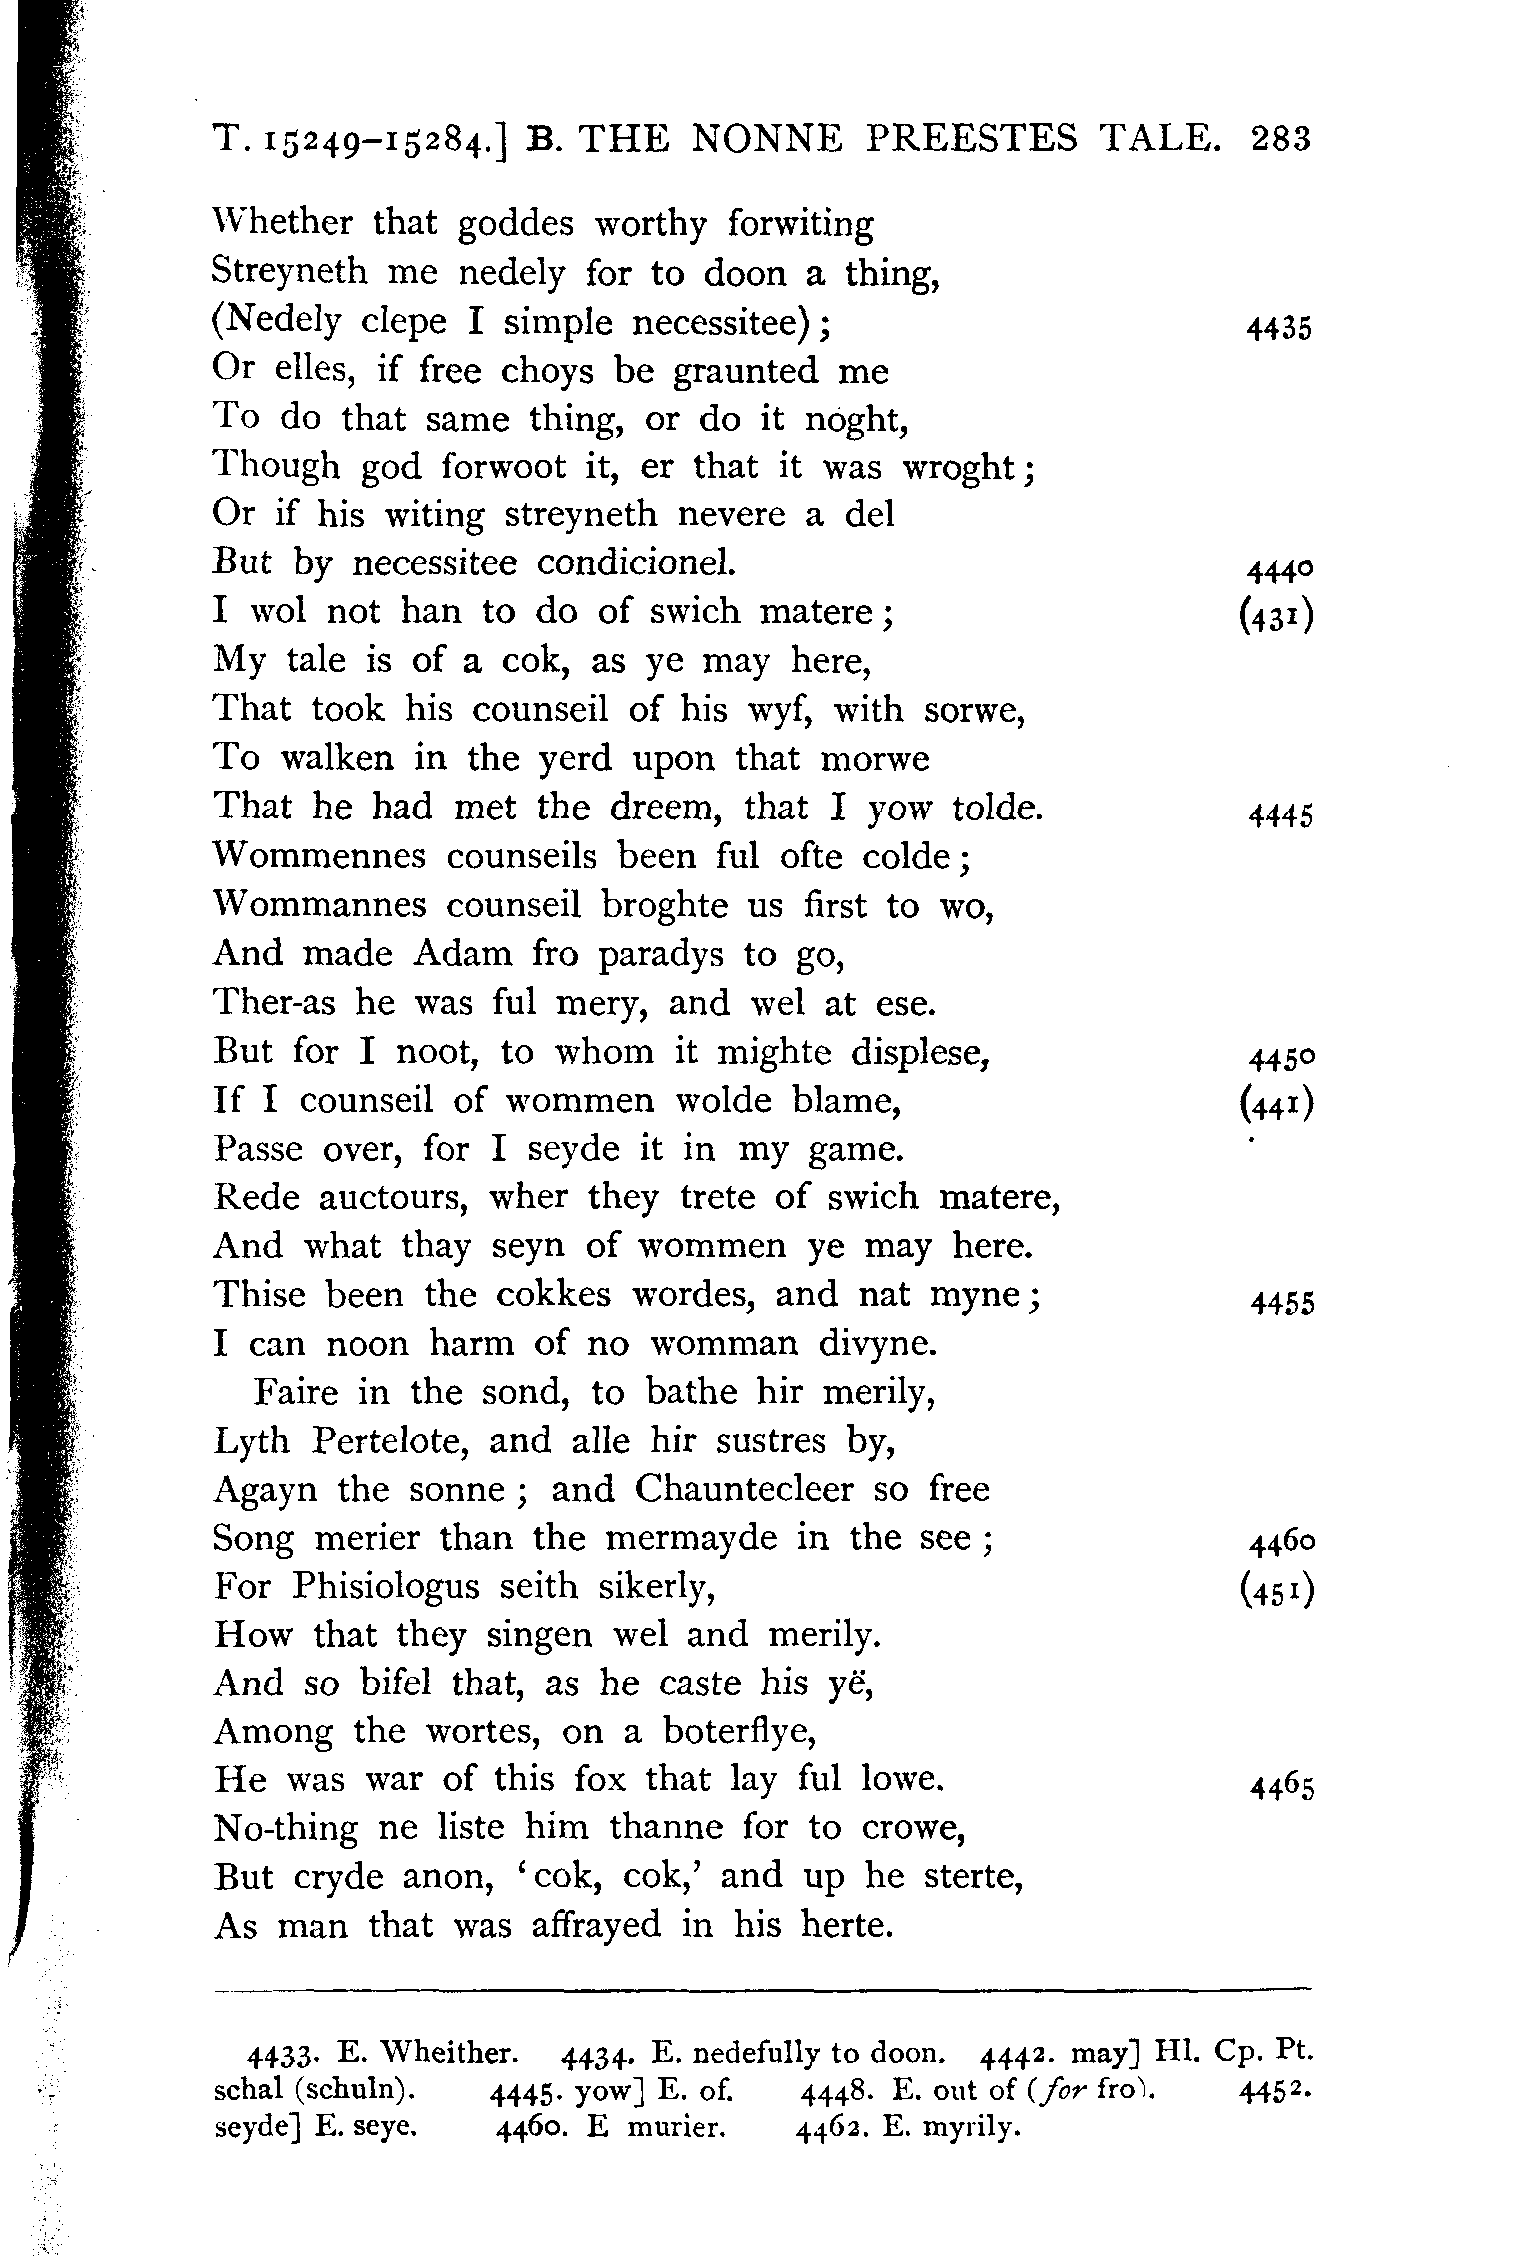 T. 15249-15284.] B. THE NONNE PREESTES TALE. 283
Whether that goddes worthy forwiting
Streyneth me nedely for to doon a thing,
(Nedely clepe I simple necessitee); 4435
Or elles, if free choys be graunted me
To do that same thing, or do it noght,
Though god forwoot it, er that it was wroght;
Or if his witing streyneth nevere a del
But by necessitee condicionel. 4440
I wol not han to do of swich matere; (431)
My tale is of a cok, as ye may here,
That took his counseil of his wyf, with sorwe,
To walken in the yerd upon that morwe
That he had met the dreem, that I yow tolde. 4445
Wommennes counseils been ful ofte colde;
Wommannes counseil broghte us first to wo,
And made Adam fro paradys to go,
Ther-as he was ful mery, and wel at ese.
But for I noot, to whom it mighte displese, 4450
If I counseil of wommen wolde blame, (441)
Passe over, for I seyde it in my game.
Rede auctours, wher they trete of swich matere,
And what thay seyn of wommen ye may here.
Thise been the cokkes wordes, and nat myne; 4455
I can noon harm of no womman divyne.
Faire in the sond, to bathe hir merily,
Lyth Pertelote, and alle hir sustres by,
Agayn the sonne; and Chauntecleer so free
Song merier than the mermayde in the see; 4460
For Phisiologus seith sikerly, (451)
How that they singen wel and merily.
And so bifel that, as he caste his yë,
Among the wortes, on a boterflye,
He was war of this fox that lay ful lowe. 4465
No-thing ne liste him thanne for to crowe,
But cryde anon, 'cok, cok,' and up he sterte,
As man that was affrayed in his herte.
4433. E. Wheither. 4434. E. nedefully to doon. 4442. may] Hl. Cp. Pt.
schal (schuln). 4445. yow] E. of. 4448. E. out of (for fro). 4452.
seyde] E. seye. 4460. E murier. 4462. E. myrily.